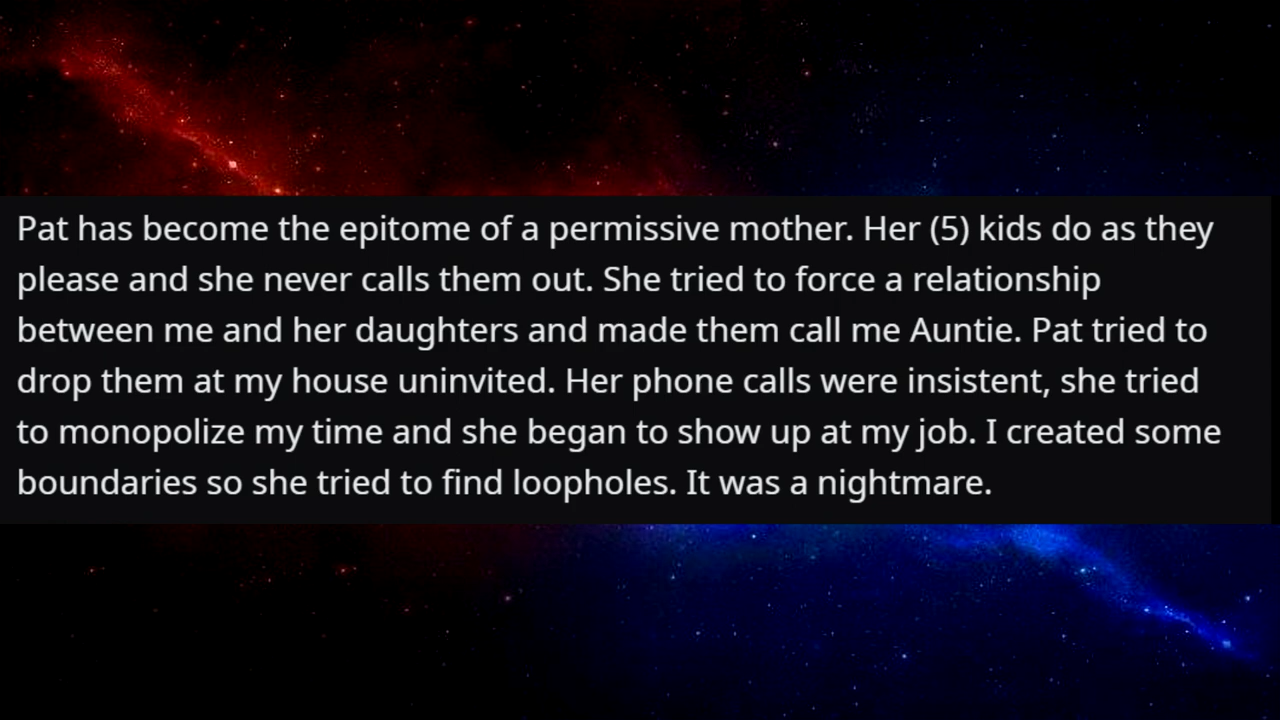 Pat has become the epitome of a permissive mother. Her (5) kids do as they
please and she never calls them out. She tried to force a relationship
between me and her daughters and made them call me Auntie. Pat tried to
drop them at my house uninvited. Her phone calls were insistent, she tried
to monopolize my time and she began to show up at my job. I created some
boundaries so she tried to find loopholes. It was a nightmare.